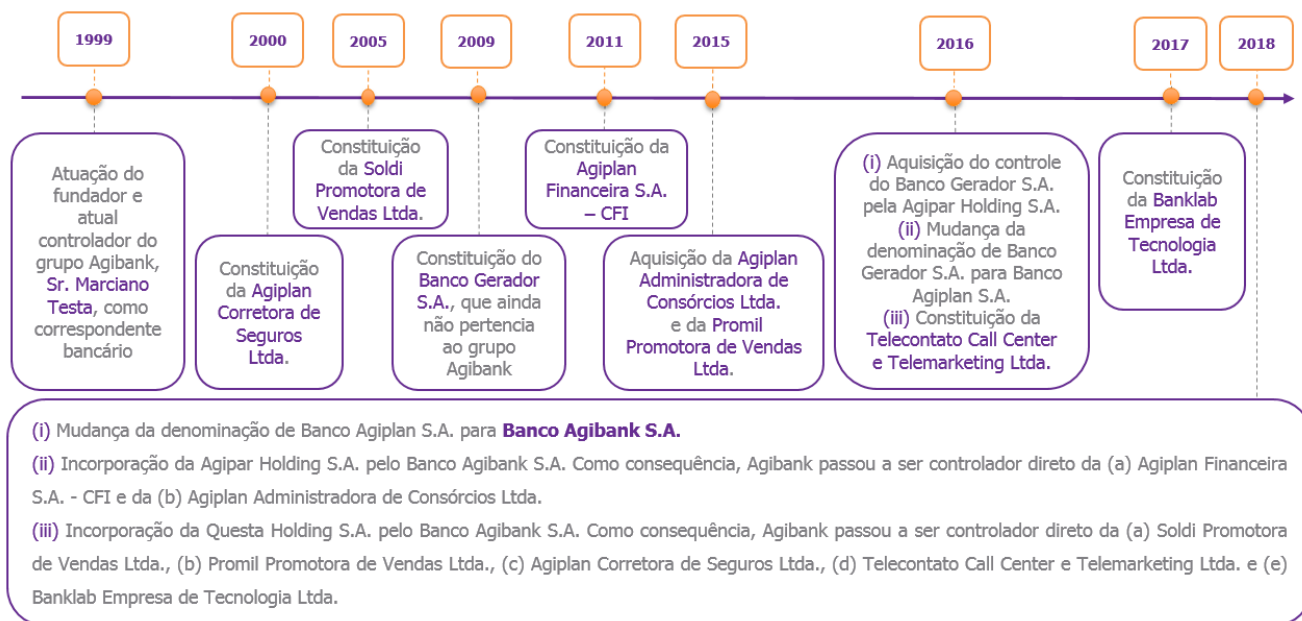 1999
2000
2005
2009
2011
2015
2016
2017
2018
Atuação do
fundador e
atual
controlador do
grupo Agibank,
Sr. Marciano
Testa, como
correspondente
bancário
Constituição
da Agiplan
Corretora de
Seguros
Ltda.
Constituição
da Soldi
Promotora de
Vendas Ltda.
Constituição do
Banco Gerador
S.A., que ainda
não pertencia
ao grupo
Agibank
Constituição da
Agiplan
Financeira S.A.
– CFI
Aquisição da Agiplan
Administradora de
Consórcios Ltda.
e da Promil
Promotora de Vendas
Ltda.
(i) Aquisição do controle
do Banco Gerador S.A.
pela Agipar Holding S.A.
(ii) Mudança da
denominação de Banco
Gerador S.A. para Banco
Agiplan S.A.
(iii) Constituição da
Telecontato Call Center
e Telemarketing Ltda.
Constituição
da Banklab
Empresa de
Tecnologia
Ltda.
(i) Mudança da denominação de Banco Agiplan S.A. para Banco Agibank S.A.
(ii) Incorporação da Agipar Holding S.A. pelo Banco Agibank S.A. Como consequência, Agibank passou a ser controlador direto da (a) Agiplan Financeira
S.A. - CFI e da (b) Agiplan Administradora de Consórcios Ltda.
(iii) Incorporação da Questa Holding S.A. pelo Banco Agibank S.A. Como consequência, Agibank passou a ser controlador direto da (a) Soldi Promotora
de Vendas Ltda., (b) Promil Promotora de Vendas Ltda., (c) Agiplan Corretora de Seguros Ltda., (d) Telecontato Call Center e Telemarketing Ltda. e (e)
Banklab Empresa de Tecnologia Ltda.